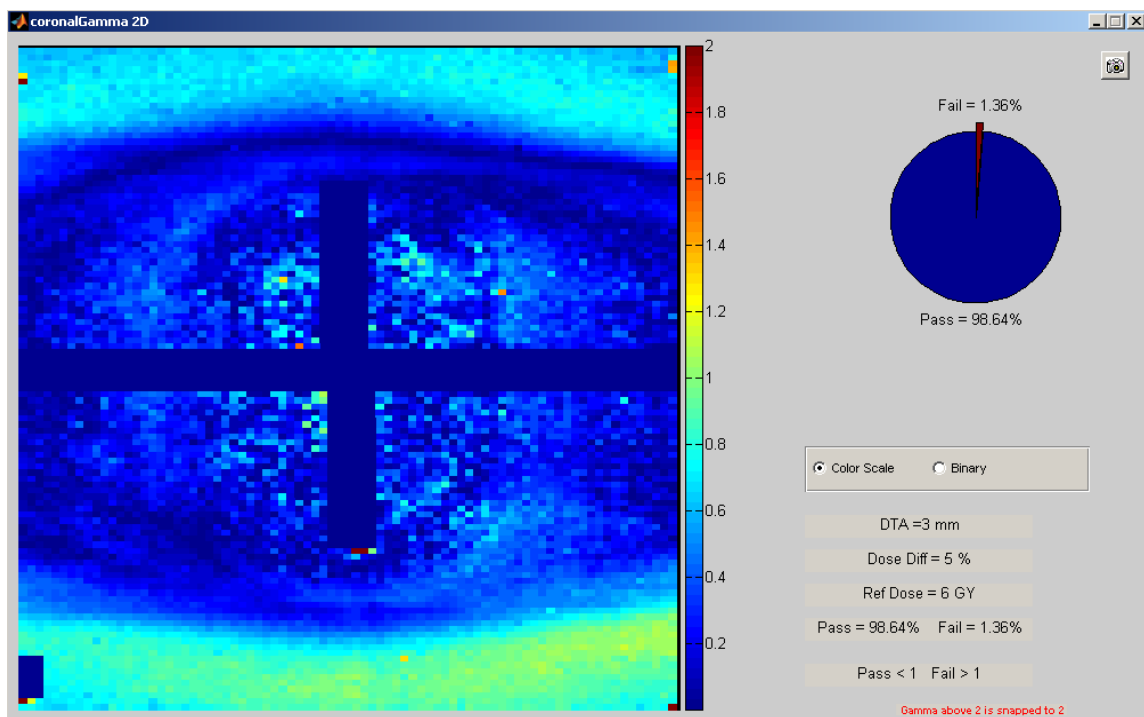 coronalGamma 2D
2
1.8
1.6
1.4
1.2
1
0.8
0.6
0.4
0.2
Fail = 1.36%
Pass = 98.64%
Color Scale Binary
DTA =3 mm
Dose Diff = 5 %
Ref Dose = 6 GY
Pass = 98.64% Fail = 1.36%
Pass < 1 Fail > 1
Gamma above 2 is snapped to 2